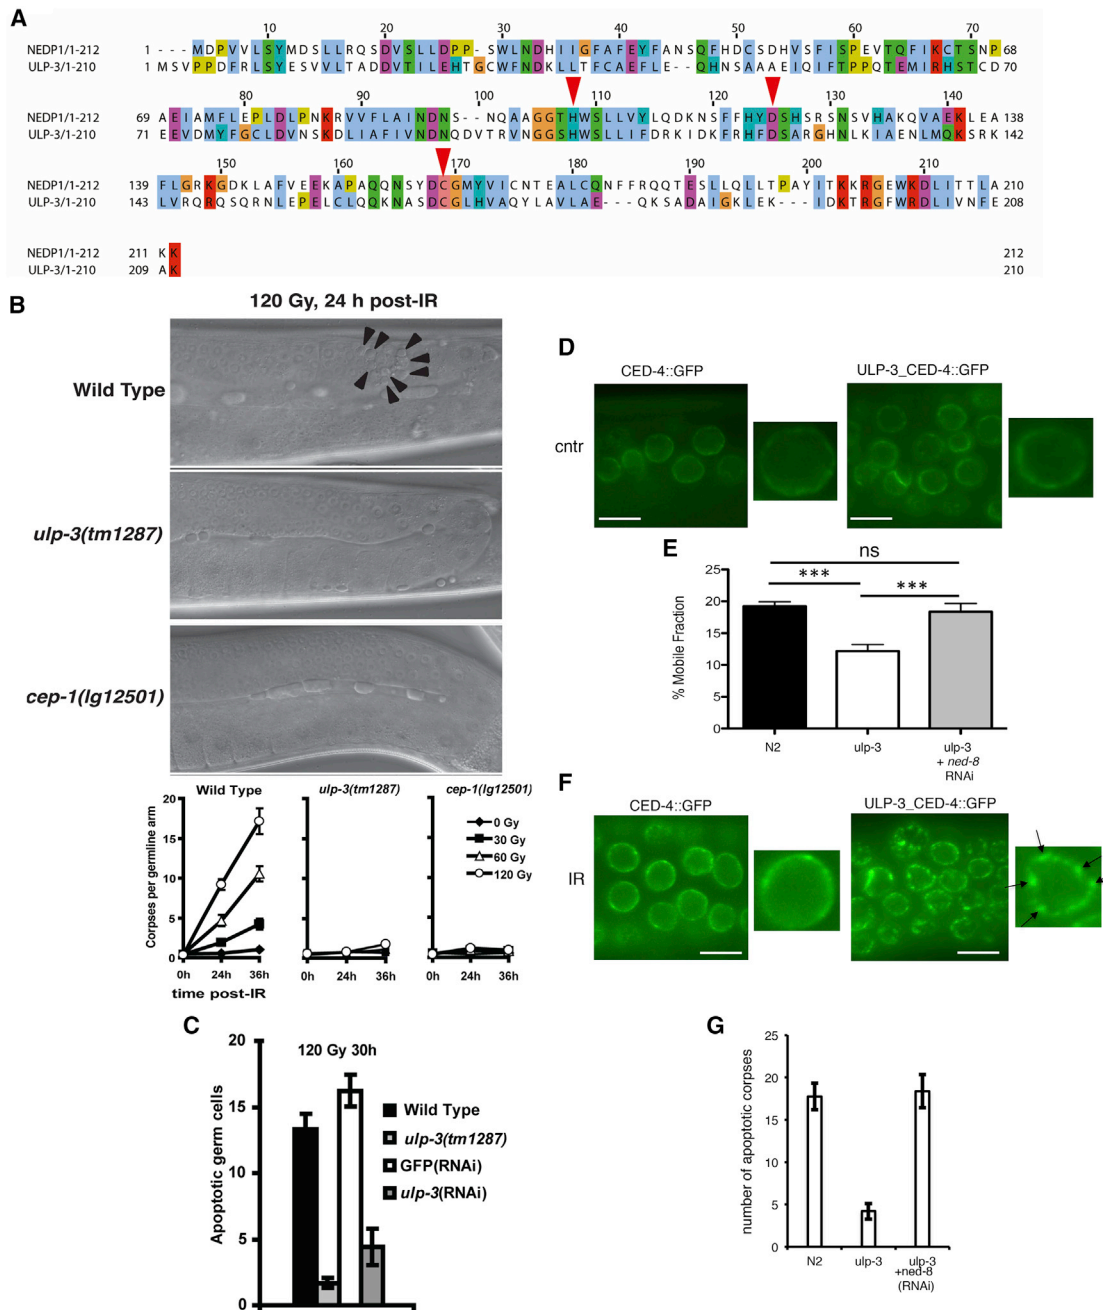 A
10 20 30 40 50 60 70
NEDP1/1-212 1 - - - MDPVVLSYMDSLLRQSDVSLLDPP-SWLNDHIIGFAFEYFANSQFHDCSDHVSFISPEVTQFIKCTSNP 68
ULP-3/1-210 1 MSVPPDFRLSYESVVLTADDVTILEHTGCWFNDKLLTFCAEFLE--QHNSAAAEIQIFTPPQTEMIRHSTCD 70
80 90 100 110 120 130 140
NEDP1/1-212 69 AEIAMFLEPLDLPNKRVVFLAINDNS--NQAAGGTHWSLLVYLQDKNSFFHYDSHSRSNSVHAKQVAEKLEA 138
ULP-3/1-210 71 EEVDMYFGCLDVNSKDLIAFIVNDNQDVTRVNGGSHWSLLIFDRKIDKFRHFDSARGHNLKIAENLMQKSRK 142
150 160 170 180 190 200 210
NEDP1/1-212 139 FLGRKGDKLAFVEEKAPAQQNSYDCGMYVICNTEALCQNFFRQQTESLLQLLTPAYITKKRGEWKDLITTLA 210
ULP-3/1-210 143 LVRQRQSQRNLEPELCLQQKNASDCGLHVAQYLAVLAE---QKSADAIGKLEK---IDKTRGFWRDLIVNFE 208
NEDP1/1-212 211 KK 212
ULP-3/1-210 209 AK 210
B
120 Gy, 24 h post-IR
Wild Type
ulp-3(tm1287)
cep-1(lg12501)
Wild Type ulp-3(tm1287) cep-1(lg12501)
Corpses per germline arm
20
15
10
5
0
0 Gy
30 Gy
60 Gy
120 Gy
0h 24h 36h 0h 24h 36h 0h 24h 36h
time post-IR
C
120 Gy 30h
Apoptotic germ cells
20
15
10
5
0
Wild Type
ulp-3(tm1287)
GFP(RNAi)
ulp-3(RNAi)
D
CED-4::GFP ULP-3_CED-4::GFP
cntr
E
ns
*** ***
% Mobile Fraction
25
20
15
10
5
0
N2 ulp-3 ulp-3
+ ned-8
RNAi
F
CED-4::GFP ULP-3_CED-4::GFP
IR
G
number of apoptotic corpses
25
20
15
10
5
0
N2 ulp-3 ulp-3
+ned-8
(RNAi)